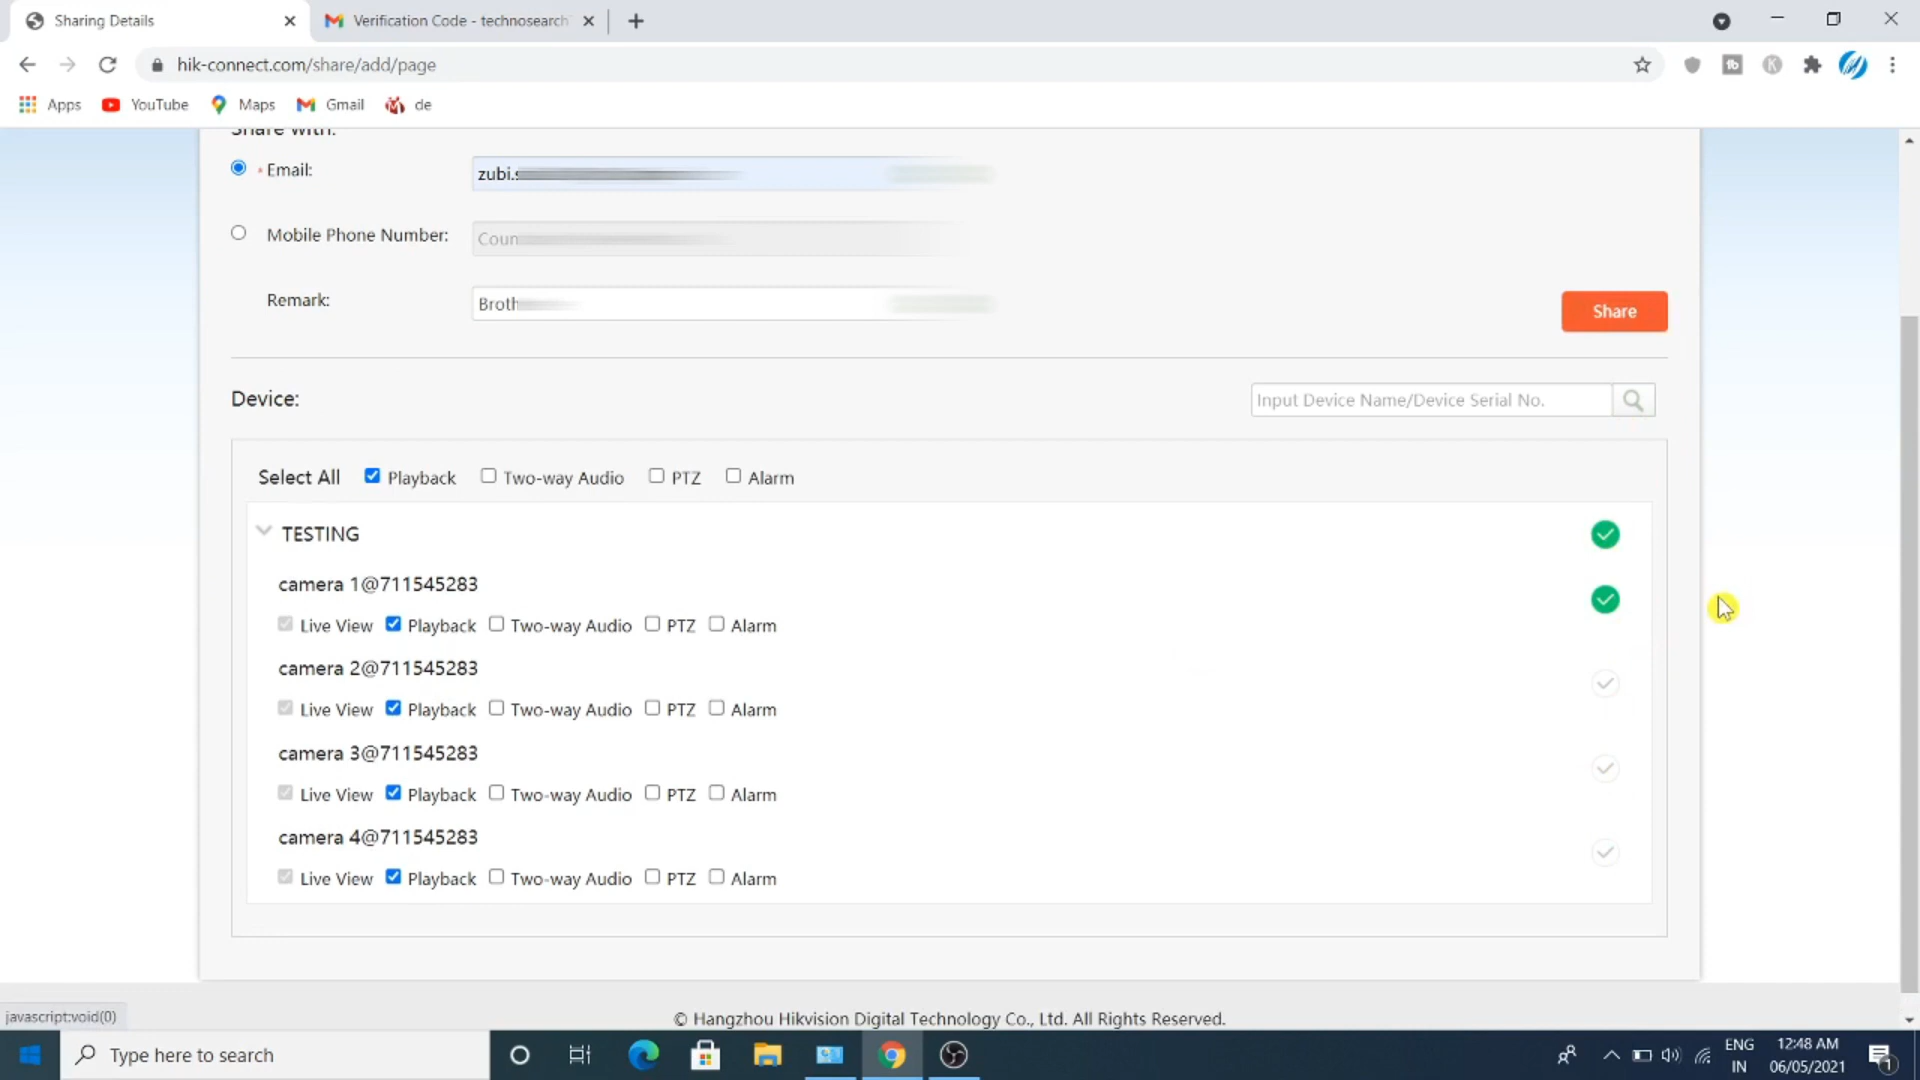 Sharing Details
Verification Code - technosearch
hik-connect.com/share/add/page
Apps YouTube Maps Gmail de
Share with:
* Email: zubi.s
Mobile Phone Number: Coun
Remark: Broth
Share
Device:
Input Device Name/Device Serial No.
Select All Playback Two-way Audio PTZ Alarm
TESTING
camera 1@711545283
Live View Playback Two-way Audio PTZ Alarm
camera 2@711545283
Live View Playback Two-way Audio PTZ Alarm
camera 3@711545283
Live View Playback Two-way Audio PTZ Alarm
camera 4@711545283
Live View Playback Two-way Audio PTZ Alarm
© Hangzhou Hikvision Digital Technology Co., Ltd. All Rights Reserved.
javascript:void(0)
Type here to search
ENG
IN
12:48 AM
06/05/2021
1